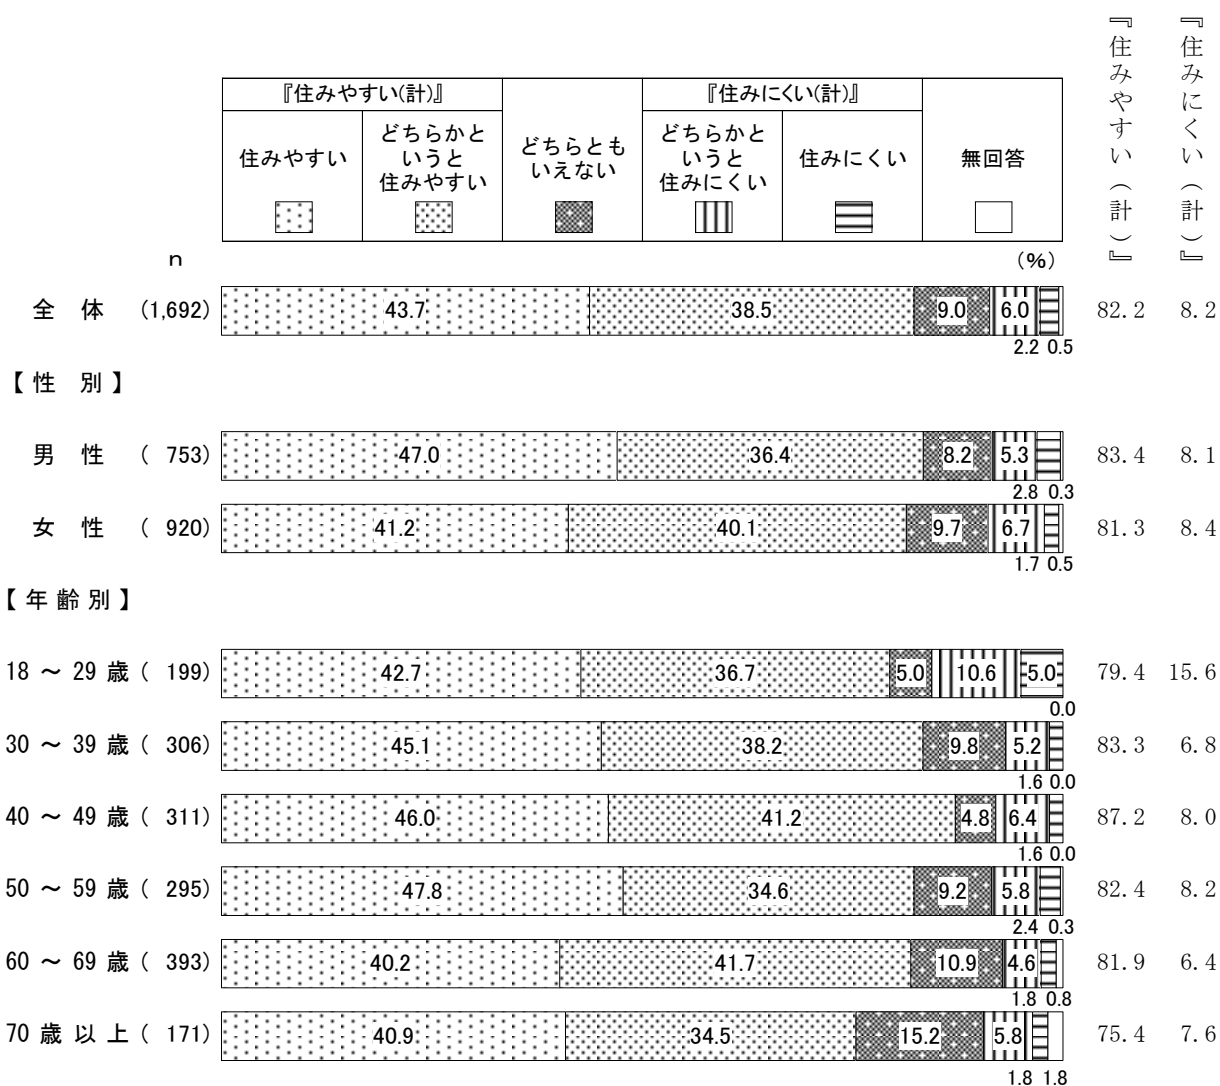 『住みやすい(計)』 『住みにくい(計)』
住みやすい
どちらかと
いうと
住みやすい
どちらとも
いえない
どちらかと
いうと
住みにくい
住みにくい
無回答
『住みやすい(計)』
『住みにくい(計)』
n (%)
全 体 (1,692) 43.7 38.5 9.0 6.0 82.2 8.2
2.2 0.5
【性 別】
男 性 ( 753) 47.0 36.4 8.2 5.3 83.4 8.1
2.8 0.3
女 性 ( 920) 41.2 40.1 9.7 6.7 81.3 8.4
1.7 0.5
【年齢別】
18 ～ 29 歳 ( 199) 42.7 36.7 5.0 10.6 5.0 79.4 15.6
0.0
30 ～ 39 歳 ( 306) 45.1 38.2 9.8 5.2 83.3 6.8
1.6 0.0
40 ～ 49 歳 ( 311) 46.0 41.2 4.8 6.4 87.2 8.0
1.6 0.0
50 ～ 59 歳 ( 295) 47.8 34.6 9.2 5.8 82.4 8.2
2.4 0.3
60 ～ 69 歳 ( 393) 40.2 41.7 10.9 4.6 81.9 6.4
1.8 0.8
70 歳 以 上 ( 171) 40.9 34.5 15.2 5.8 75.4 7.6
1.8 1.8